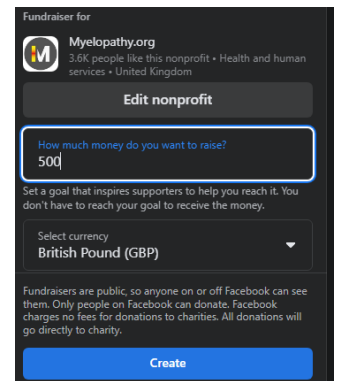 Fundraiser for
Myelopathy.org
3.6K people like this nonprofit • Health and human
services • United Kingdom
Edit nonprofit
How much money do you want to raise?
500
Set a goal that inspires supporters to help you reach it. You
don't have to reach your goal to receive the money.
Select currency
British Pound (GBP)
Fundraisers are public, so anyone on or off Facebook can see
them. Only people on Facebook can donate. Facebook
charges no fees for donations to charities. All donations will
go directly to charity.
Create